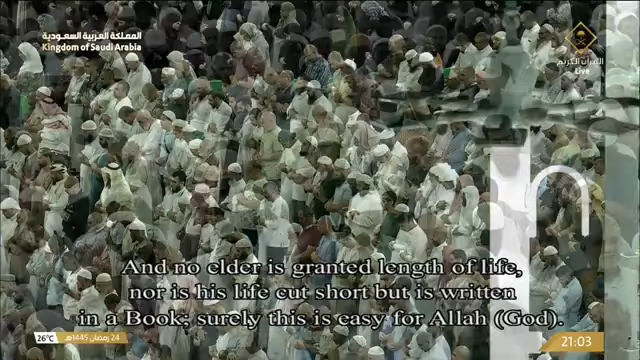 المملكة العربية السعودية
Kingdom of Saudi Arabia
القرآن الكريم
Live
And no elder is granted length of life,
nor is his life cut short but is written
in a Book; surely this is easy for Allah (God).
26°C
24 رمضان 1445هـ
21:03